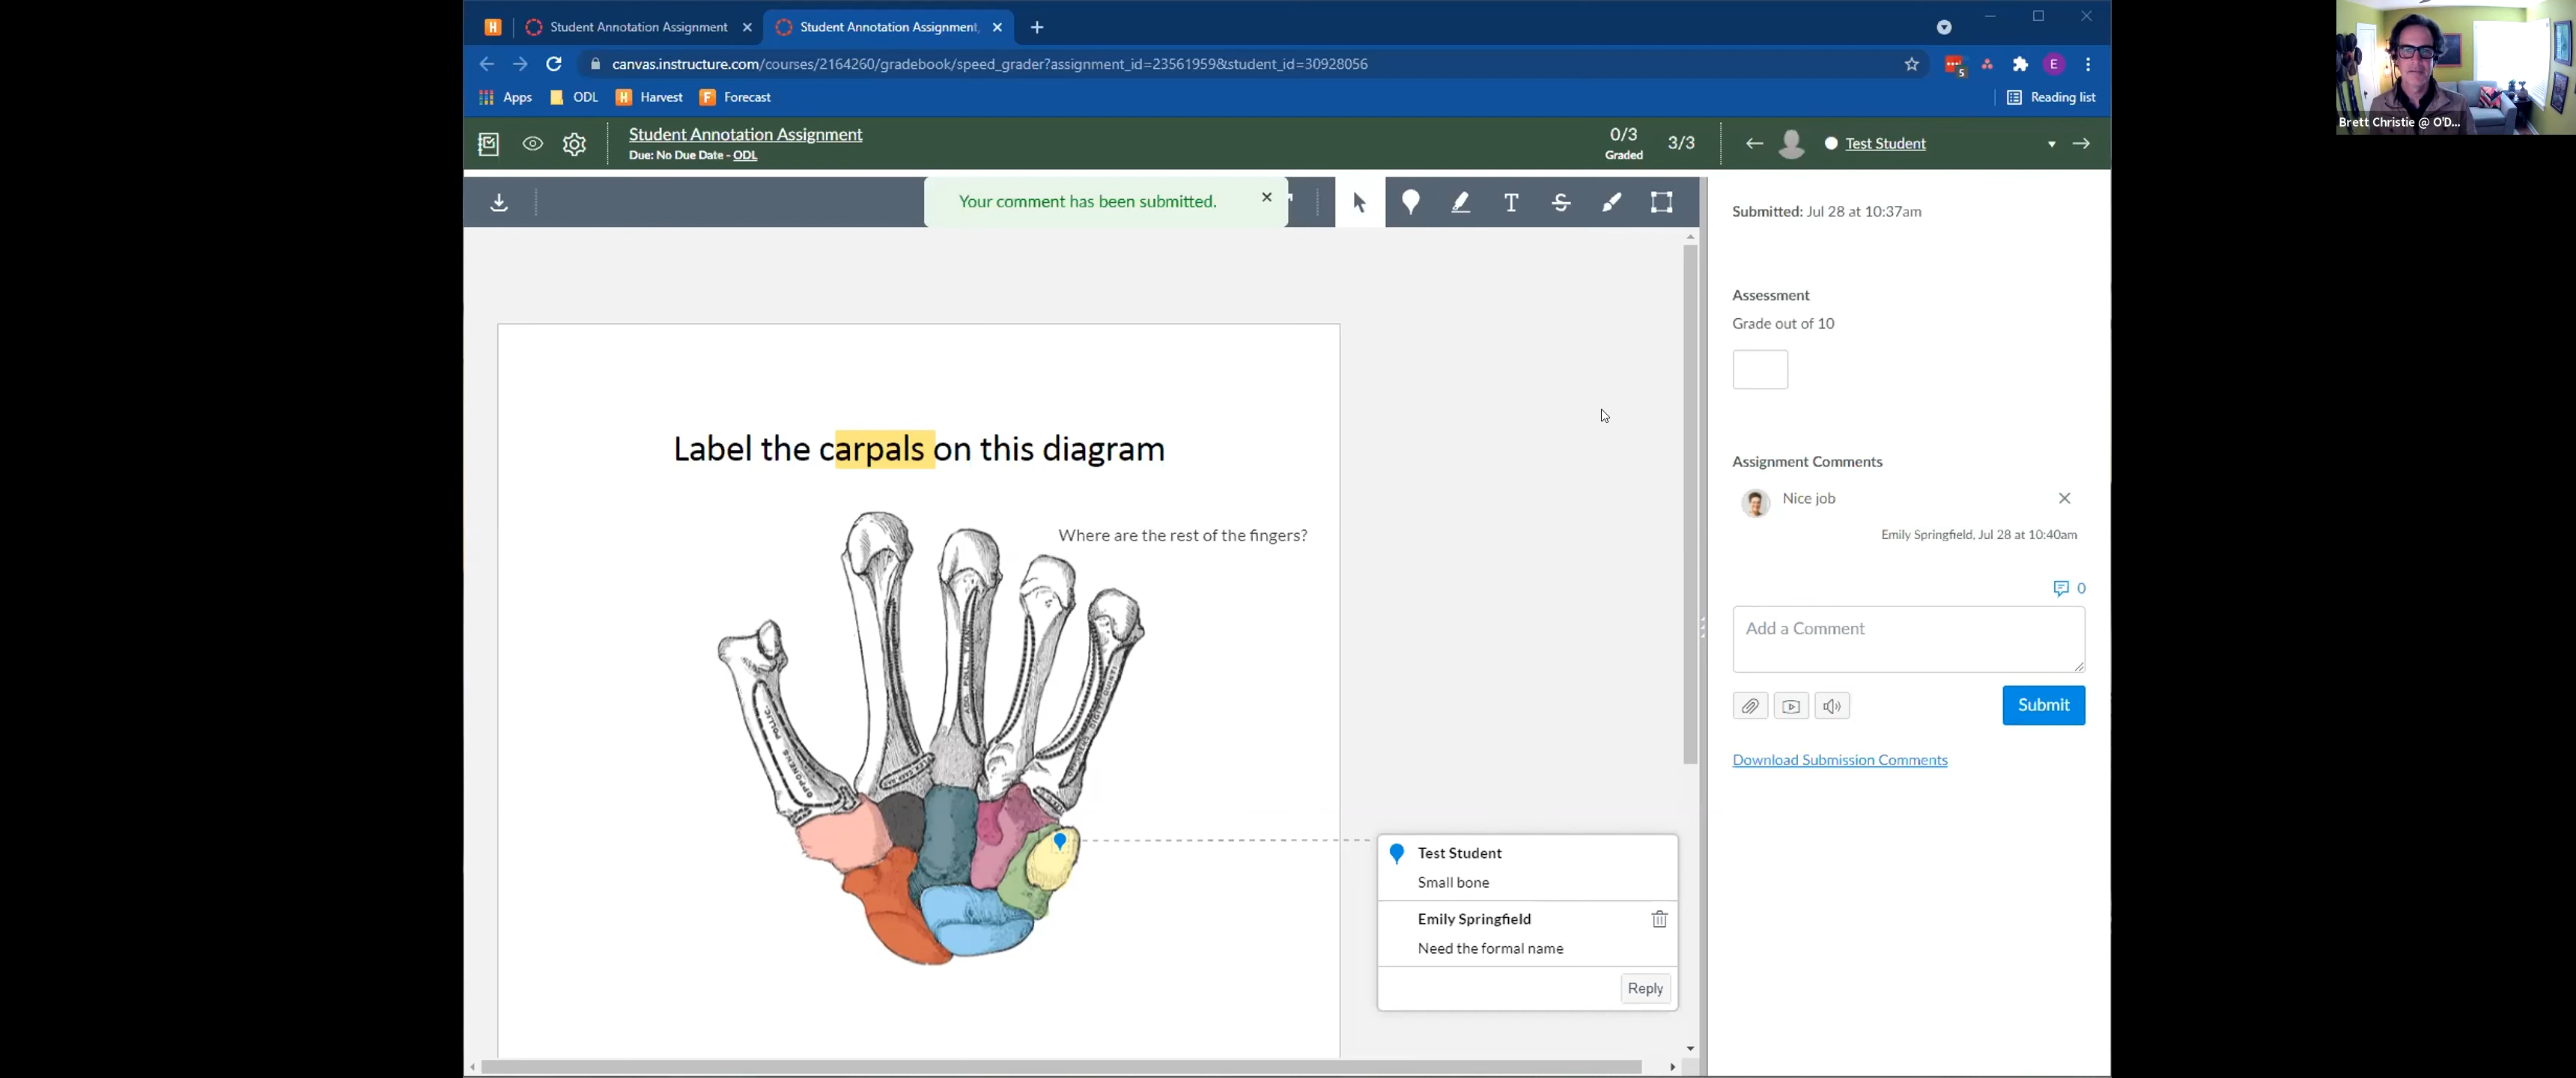 Student Annotation Assignment
Student Annotation Assignment,
canvas.instructure.com/courses/2164260/gradebook/speed_grader?assignment_id=23561959&student_id=30928056
5
E
Apps
ODL
H Harvest
F Forecast
Reading list
Brett Christie @ O'D...
Student Annotation Assignment
Due: No Due Date - ODL
0/3
Graded
3/3
Test Student
Your comment has been submitted.
Submitted: Jul 28 at 10:37am
Assessment
Grade out of 10
Label the carpals on this diagram
Where are the rest of the fingers?
OPPONENS POLLIC.
Assignment Comments
Nice job
Emily Springfield, Jul 28 at 10:40am
0
Add a Comment
Submit
Download Submission Comments
Test Student
Small bone
Emily Springfield
Need the formal name
Reply